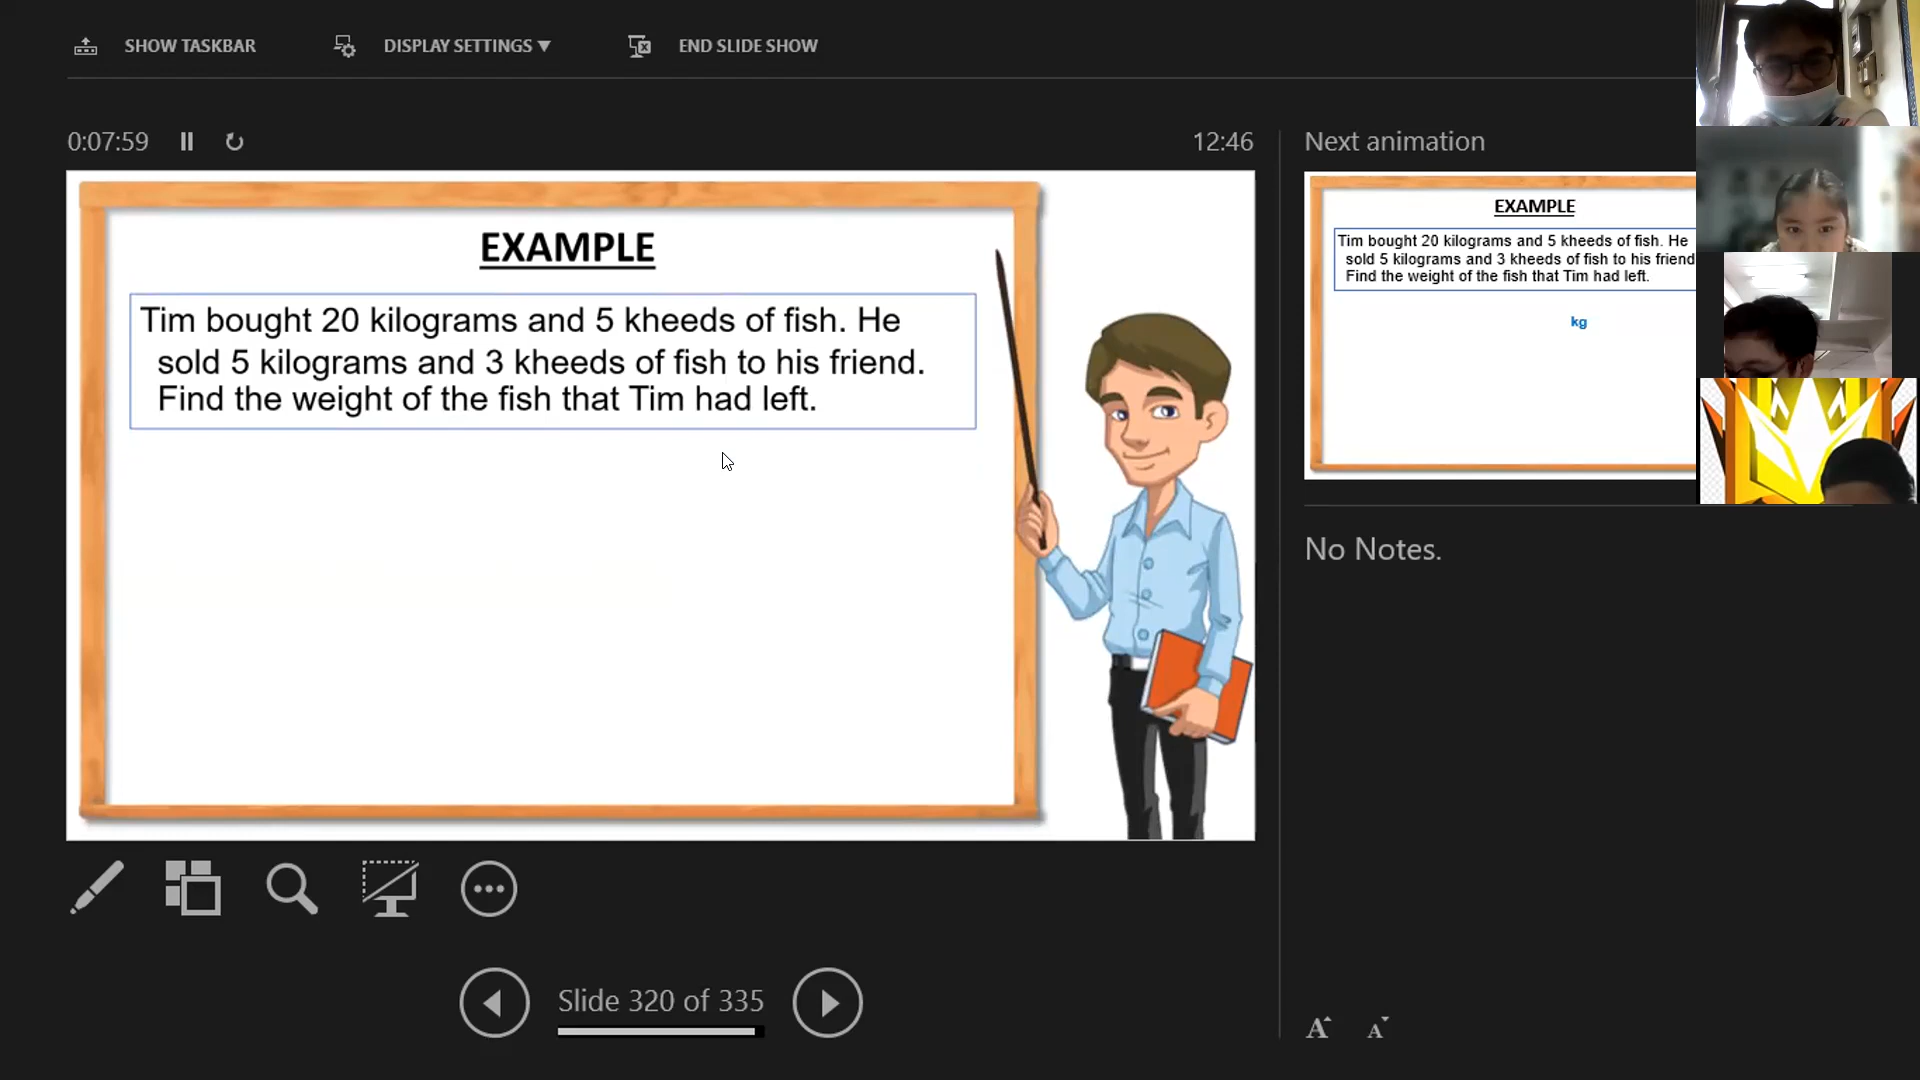 SHOW TASKBAR
DISPLAY SETTINGS ▼
END SLIDE SHOW
0:07:59
12:46
EXAMPLE
Tim bought 20 kilograms and 5 kheeds of fish. He
sold 5 kilograms and 3 kheeds of fish to his friend.
Find the weight of the fish that Tim had left.
Next animation
EXAMPLE
Tim bought 20 kilograms and 5 kheeds of fish. He
sold 5 kilograms and 3 kheeds of fish to his friend
Find the weight of the fish that Tim had left.
kg
No Notes.
Slide 320 of 335
A A